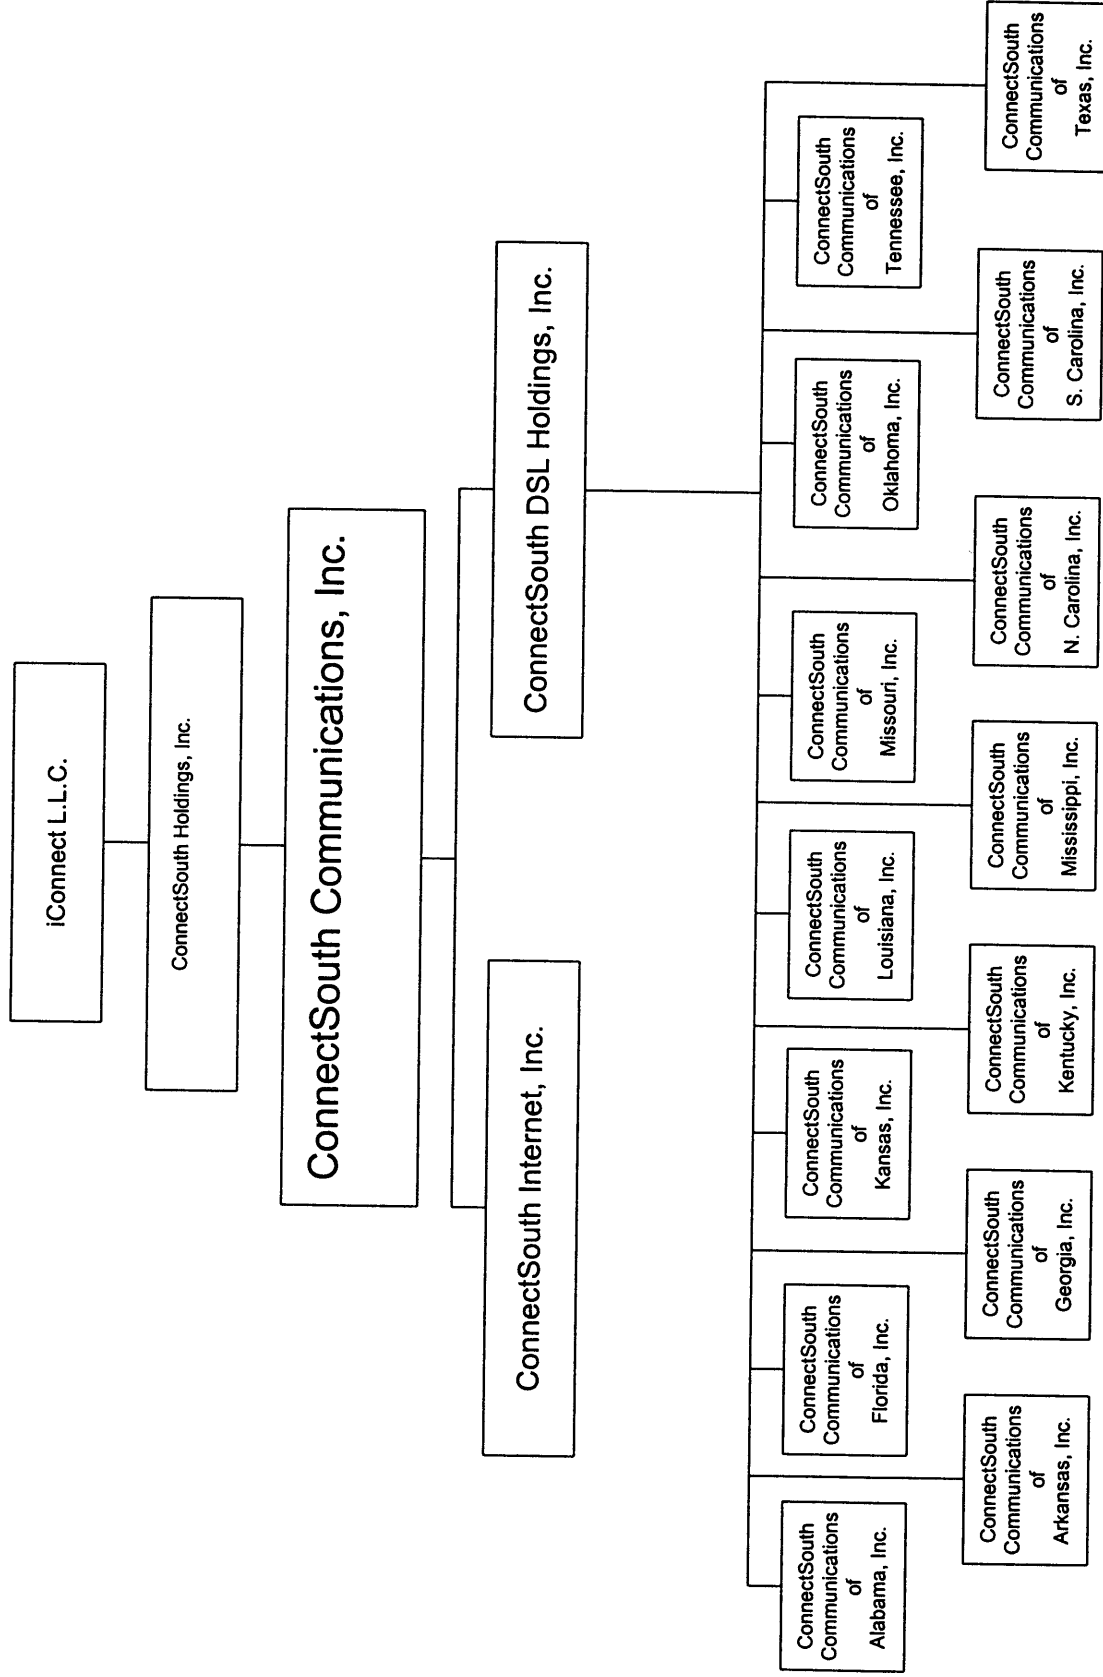 iConnect L.L.C.
ConnectSouth Holdings, Inc.
ConnectSouth Communications, Inc.
ConnectSouth Internet, Inc.
ConnectSouth DSL Holdings, Inc.
ConnectSouth
Communications
of
Alabama, Inc.
ConnectSouth
Communications
of
Florida, Inc.
ConnectSouth
Communications
of
Kansas, Inc.
ConnectSouth
Communications
of
Louisiana, Inc.
ConnectSouth
Communications
of
Missouri, Inc.
ConnectSouth
Communications
of
Oklahoma, Inc.
ConnectSouth
Communications
of
Tennessee, Inc.
ConnectSouth
Communications
of
Arkansas, Inc.
ConnectSouth
Communications
of
Georgia, Inc.
ConnectSouth
Communications
of
Kentucky, Inc.
ConnectSouth
Communications
of
Mississippi, Inc.
ConnectSouth
Communications
of
N. Carolina, Inc.
ConnectSouth
Communications
of
S. Carolina, Inc.
ConnectSouth
Communications
of
Texas, Inc.